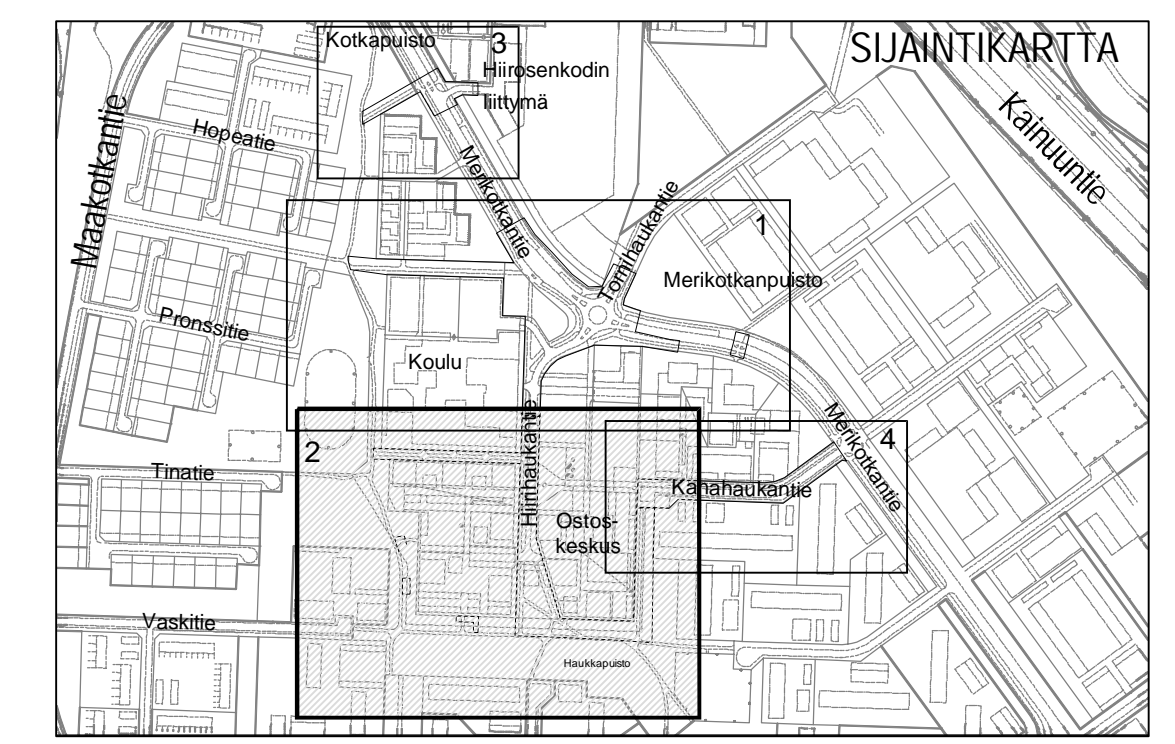 SIJAINTIKARTTA
Kotkapuisto
3
Hiirosenkodin
liittymä
Kainuuntie
Maakotkantie
Hopeatie
Merikotkantie
Tornihaukantie
1
Merikotkanpuisto
Pronssitie
Koulu
Hiirihaukantie
Merikotkantie
2
4
Tinatie
Kanahaukantie
Ostos-
keskus
Vaskitie
Haukkapuisto